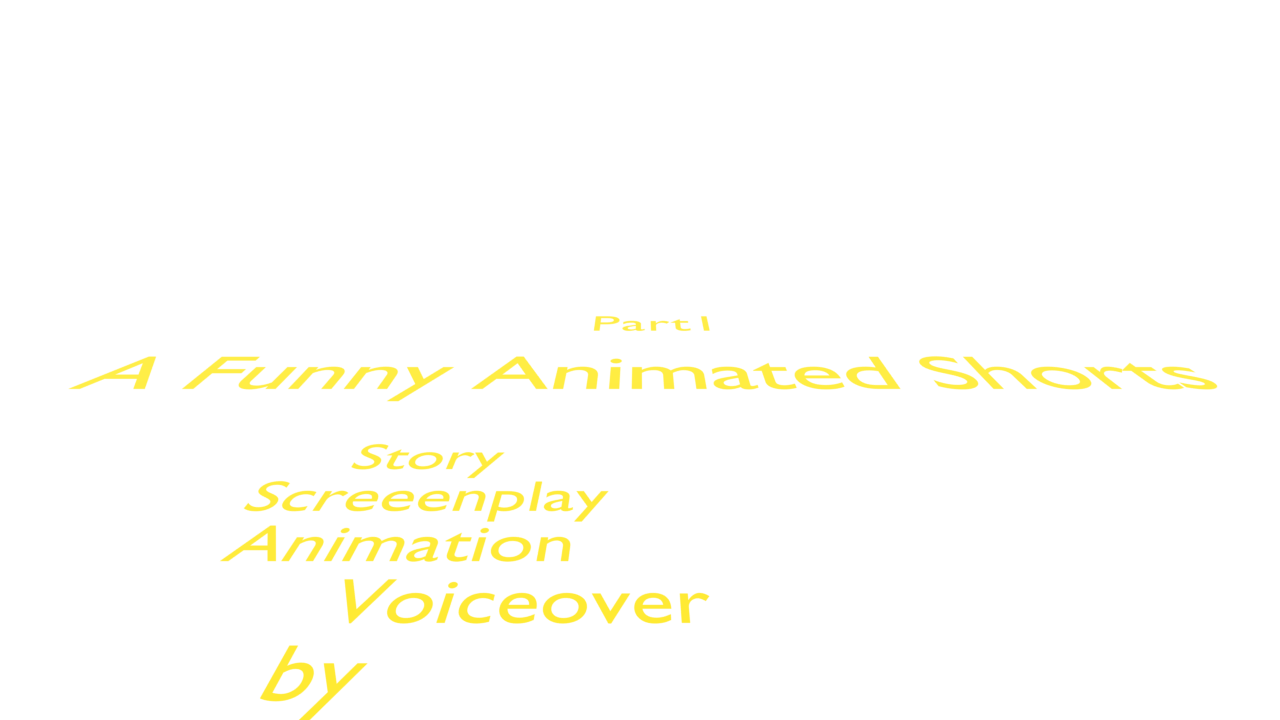 Part I
A Funny Animated Shorts
Story
Screeenplay
Animation
Voiceover
by